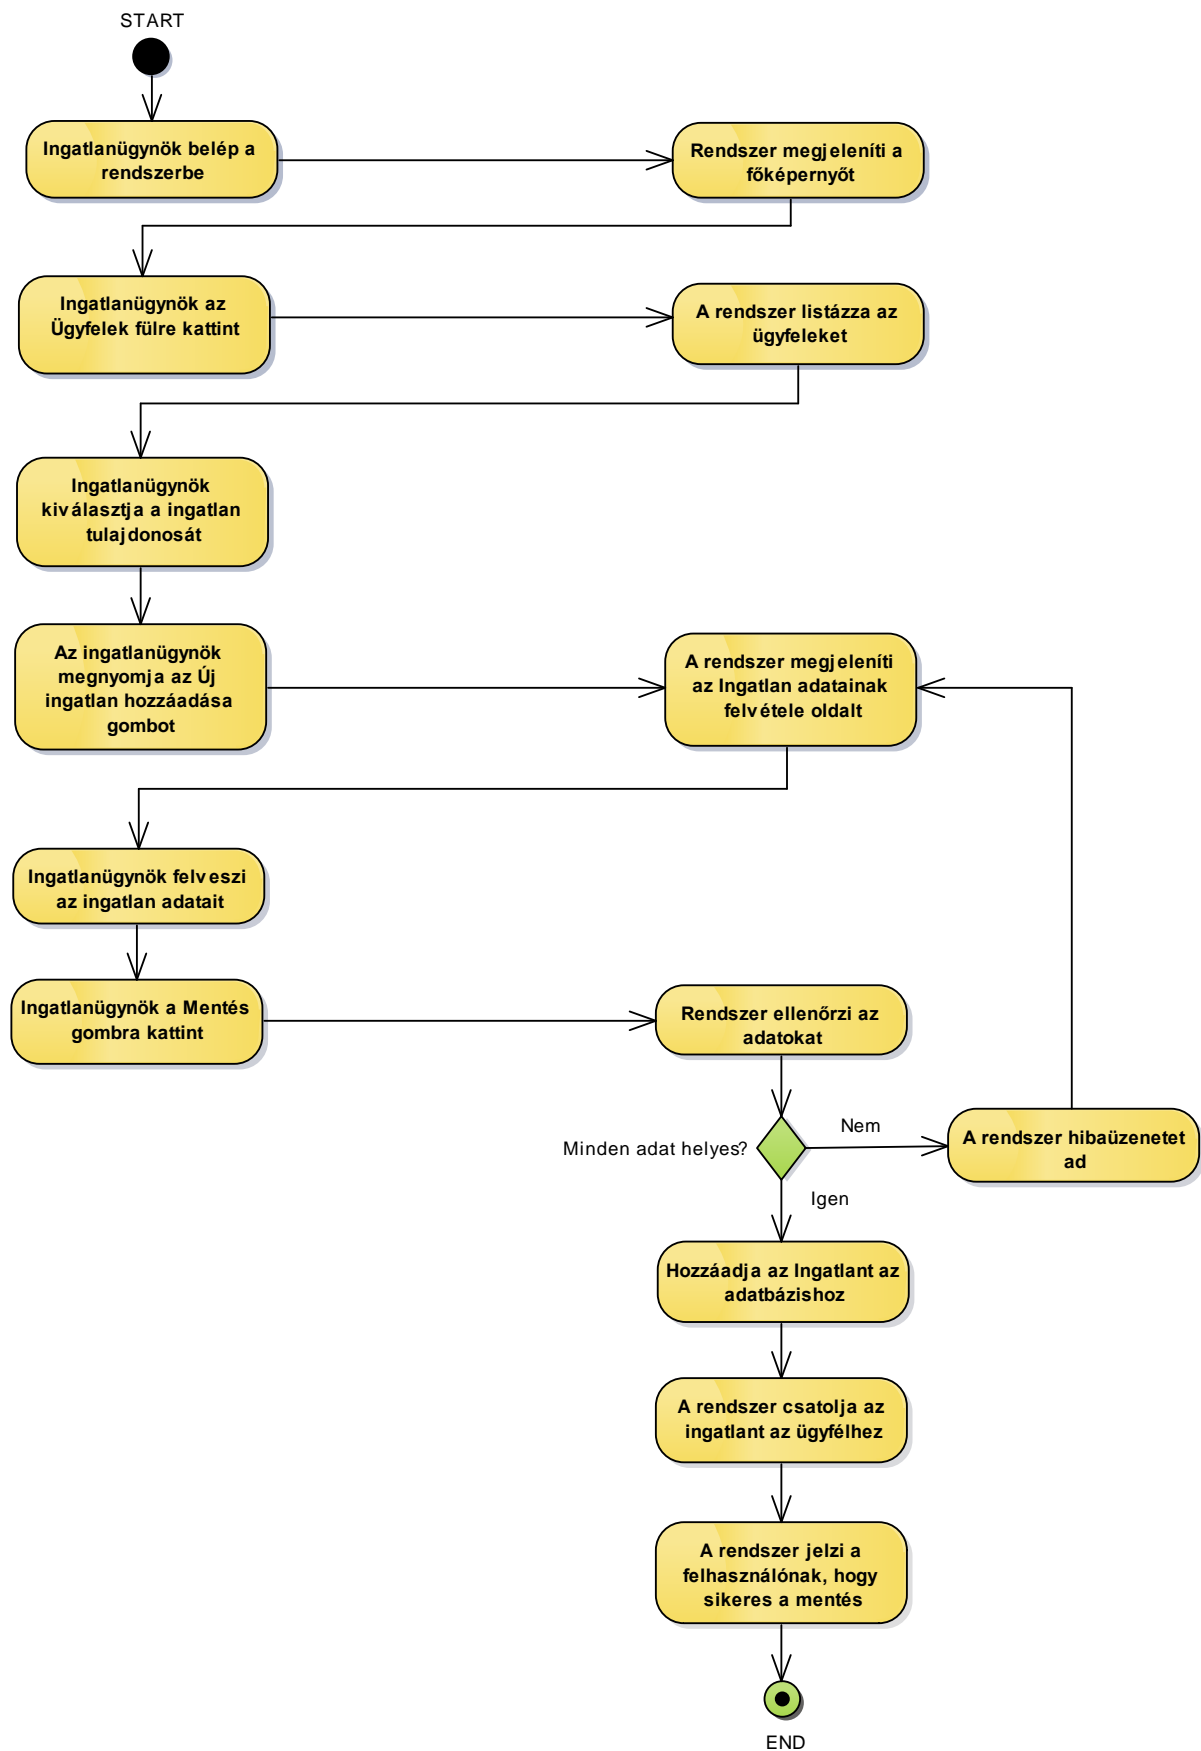 START
Ingatlanügynök belép a
rendszerbe
Rendszer megjeleníti a
főképernyőt
Ingatlanügynök az
Ügyfelek fülre kattint
A rendszer listázza az
ügyfeleket
Ingatlanügynök
kiválasztja a ingatlan
tulajdonosát
Az ingatlanügynök
megnyomja az Új
ingatlan hozzáadása
gombot
A rendszer megjeleníti
az Ingatlan adatainak
felvétele oldalt
Ingatlanügynök felveszi
az ingatlan adatait
Ingatlanügynök a Mentés
gombra kattint
Rendszer ellenőrzi az
adatokat
Minden adat helyes?
Nem
A rendszer hibaüzenetet
ad
Igen
Hozzáadja az Ingatlant az
adatbázishoz
A rendszer csatolja az
ingatlant az ügyfélhez
A rendszer jelzi a
felhasználónak, hogy
sikeres a mentés
END